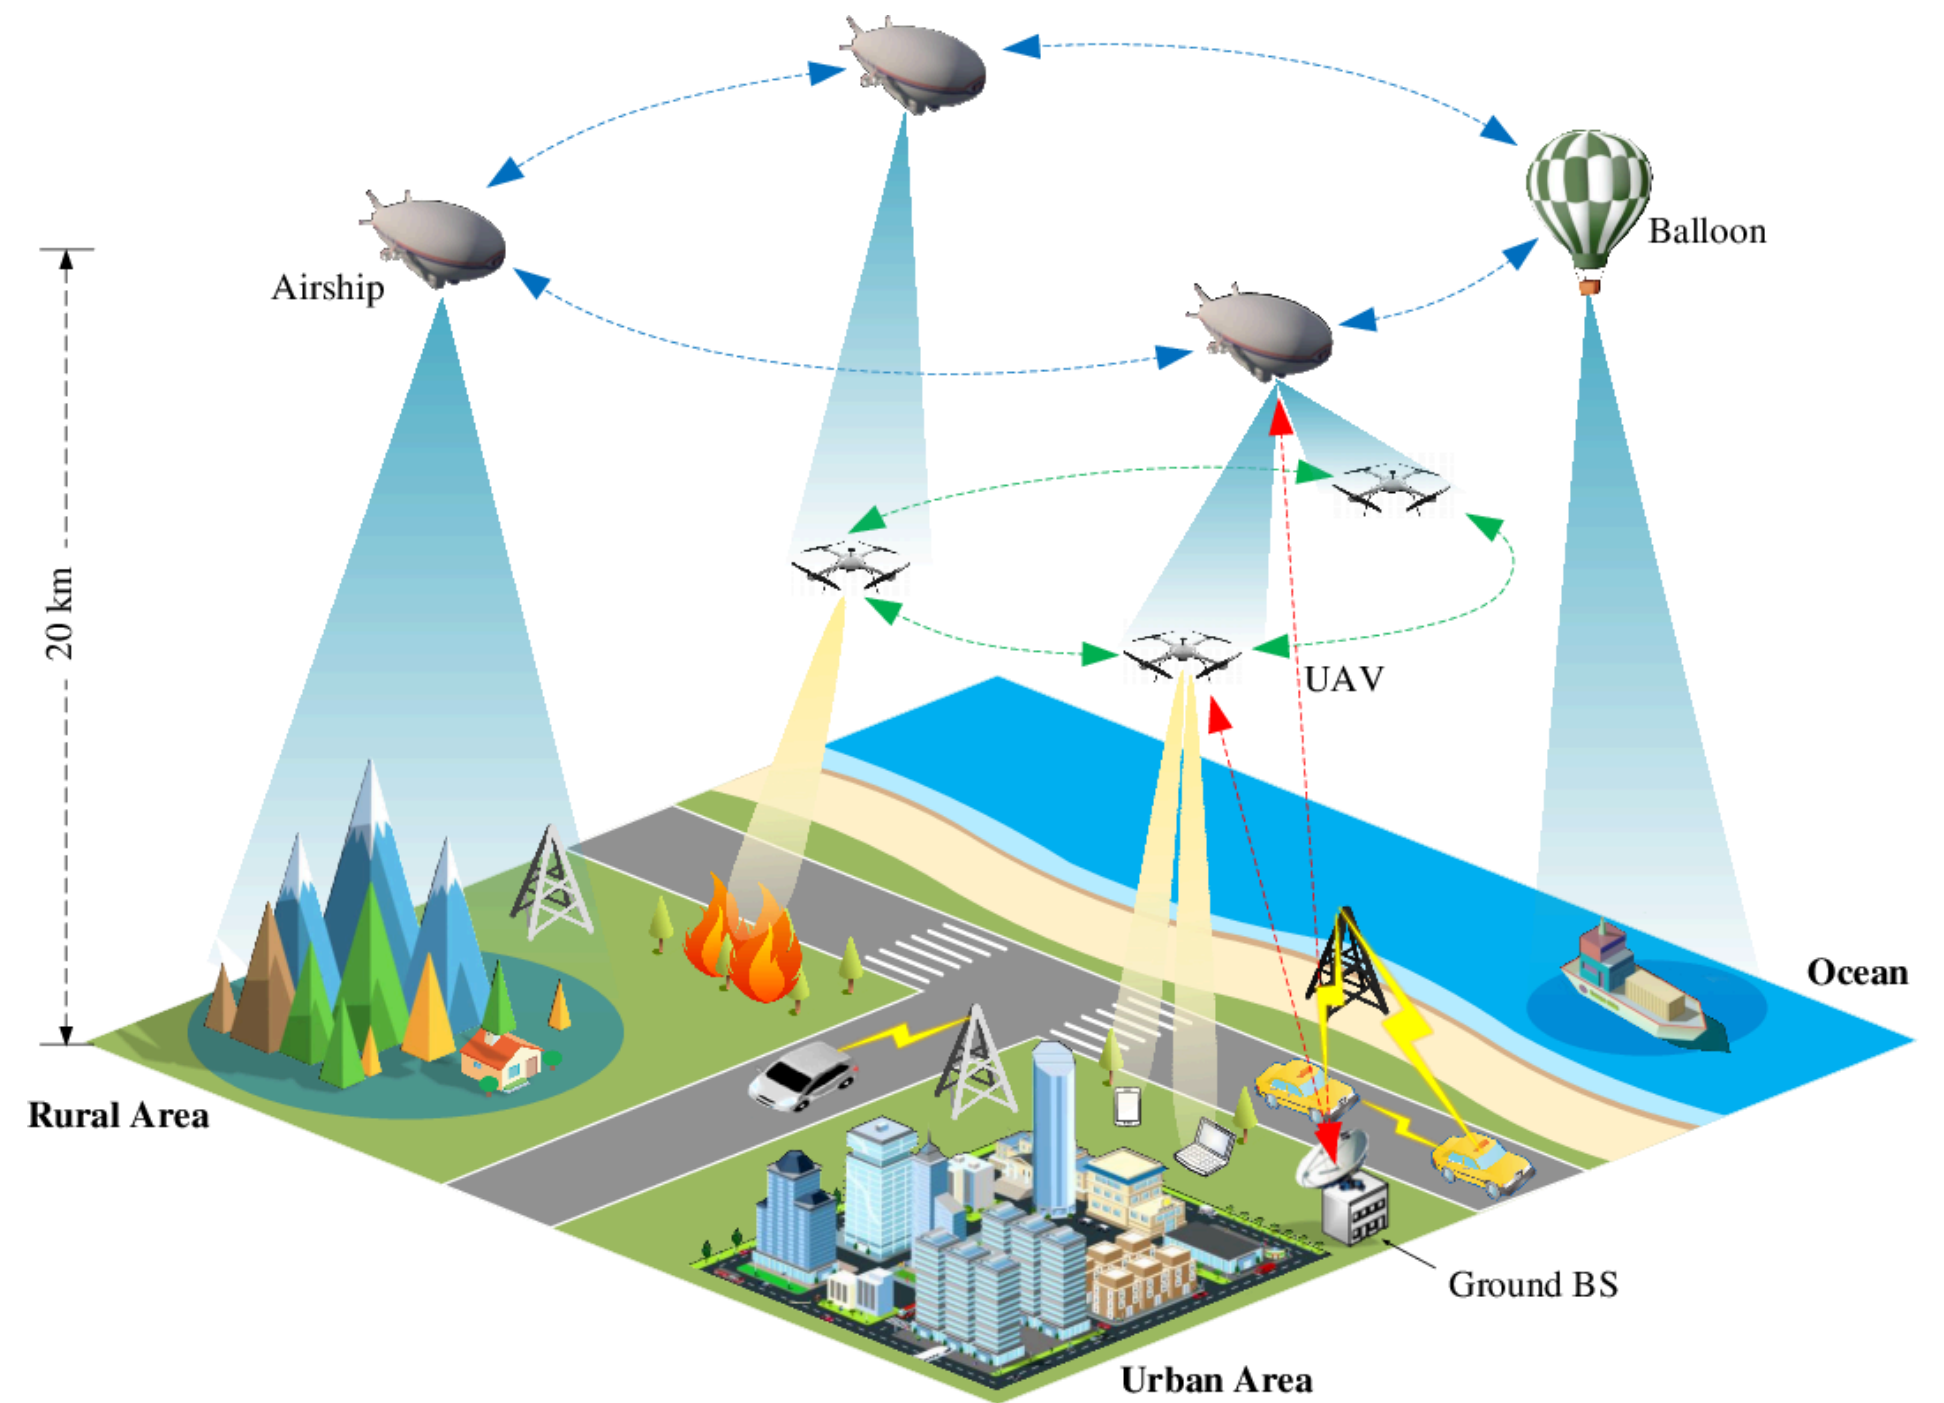 Balloon
Airship
20 km
UAV
Ocean
Rural Area
Ground BS
Urban Area